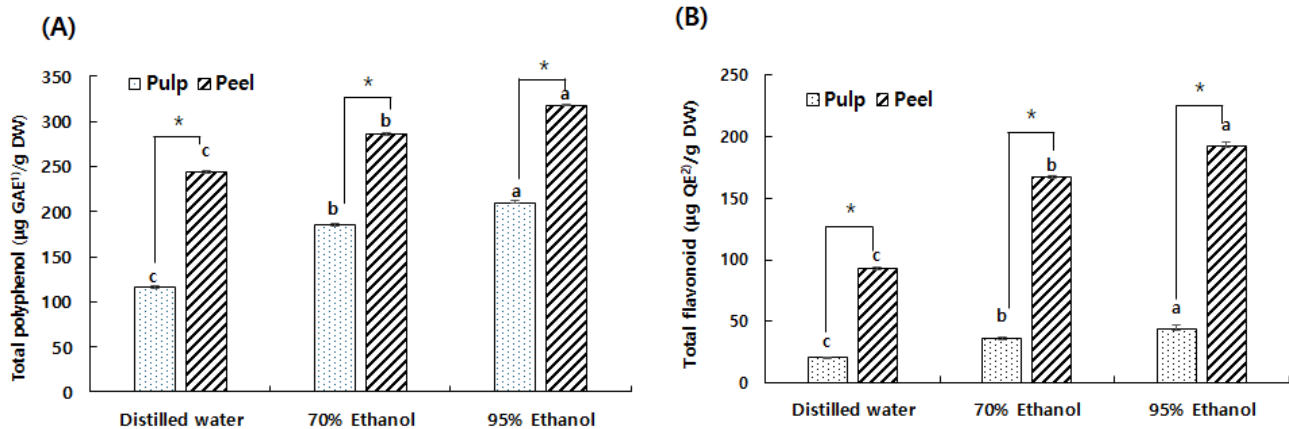 (A)
Total polyphenol (µg GAE¹⁾/g DW)
350
300
250
200
150
100
50
0
Pulp Peel
*
c
c
*
b
b
*
a
a
Distilled water 70% Ethanol 95% Ethanol
(B)
Total flavonoid (µg QE²⁾/g DW)
250
200
150
100
50
0
Pulp Peel
*
c
c
*
b
b
*
a
a
Distilled water 70% Ethanol 95% Ethanol